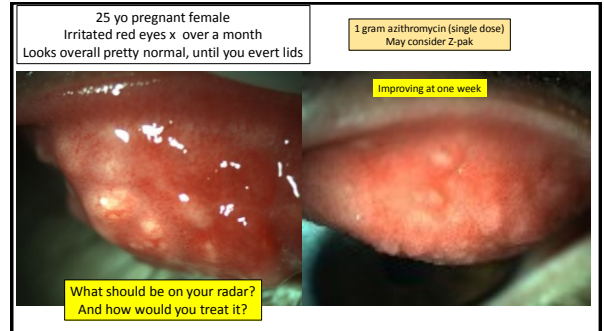 25 yo pregnant female
Irritated red eyes x  over a month
Looks overall pretty normal, until you evert lids
1 gram azithromycin (single dose)
May consider Z-pak
Improving at one week
What should be on your radar?
And how would you treat it?